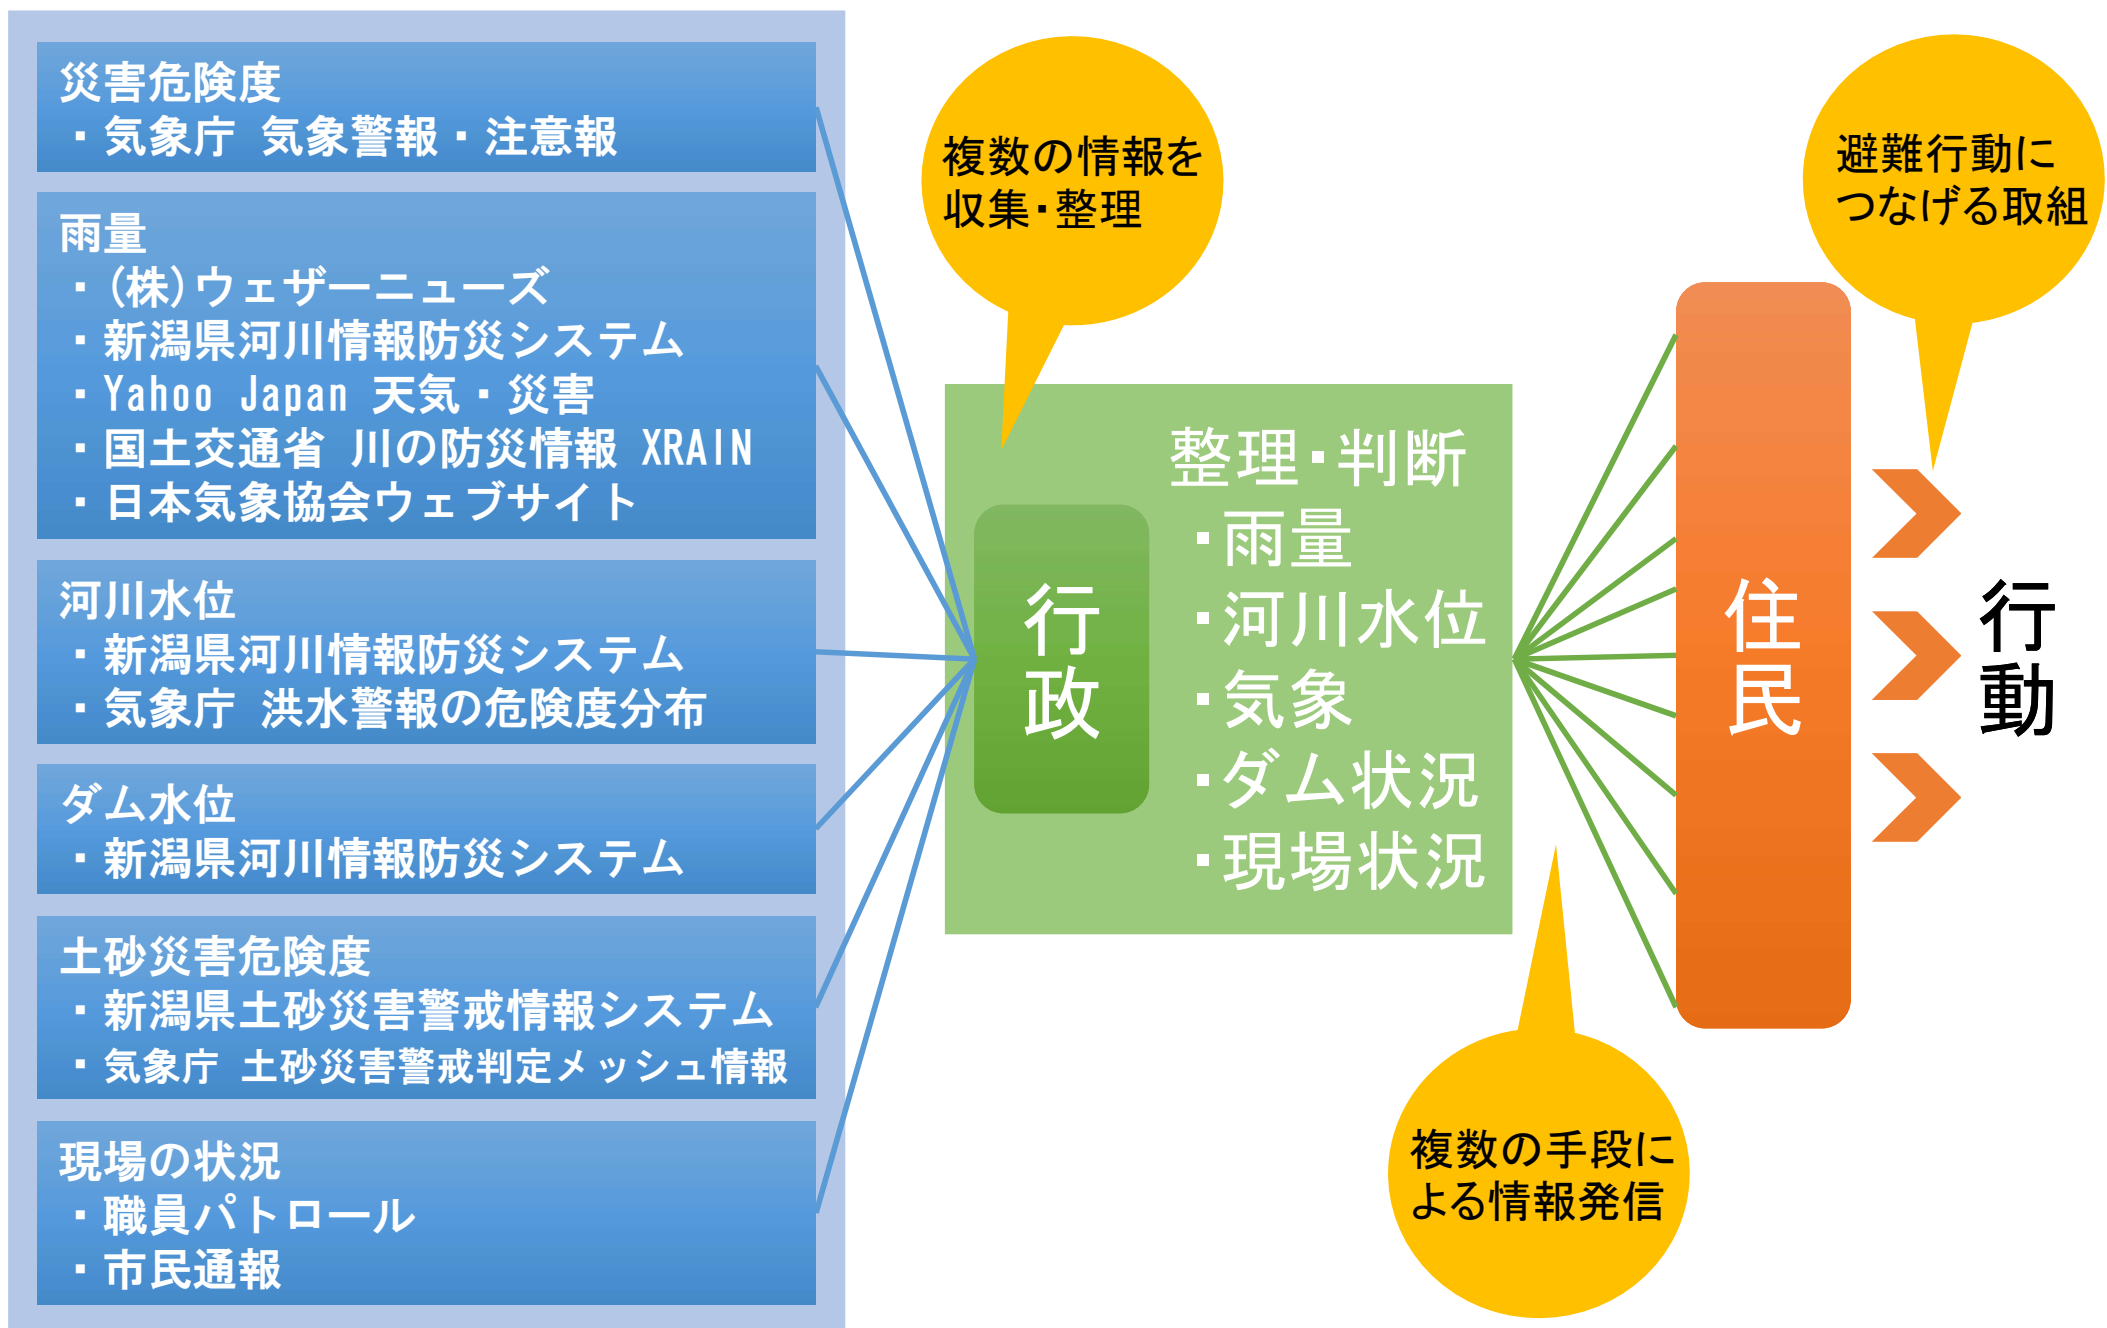 災害危険度
・気象庁 気象警報・注意報
雨量
・(株)ウェザーニューズ
・新潟県河川情報防災システム
・Yahoo Japan 天気・災害
・国土交通省 川の防災情報 XRAIN
・日本気象協会ウェブサイト
河川水位
・新潟県河川情報防災システム
・気象庁 洪水警報の危険度分布
ダム水位
・新潟県河川情報防災システム
土砂災害危険度
・新潟県土砂災害警戒情報システム
・気象庁 土砂災害警戒判定メッシュ情報
現場の状況
・職員パトロール
・市民通報
複数の情報を
収集・整理
行政
整理・判断
・雨量
・河川水位
・気象
・ダム状況
・現場状況
複数の手段に
よる情報発信
住民
避難行動に
つなげる取組
行動